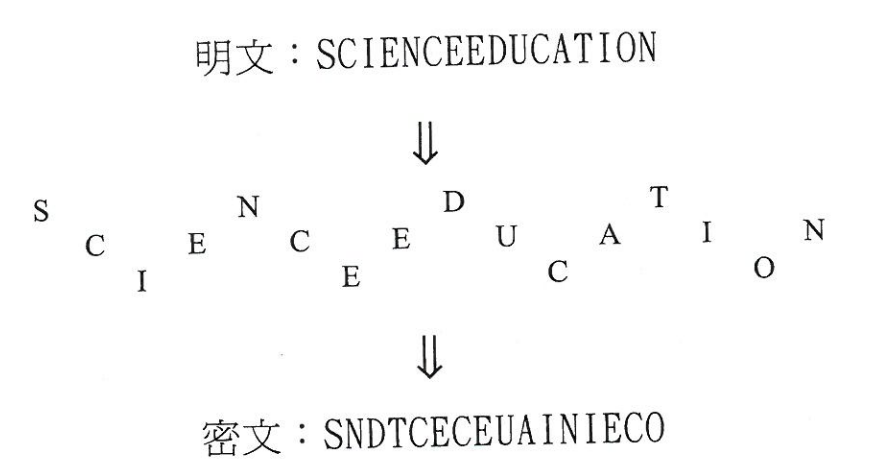 明文：SCIENCEEDUCATION
⇓
S N D T
C E C E U A I N
I E C O
⇓
密文：SNDTCECEUAINIECO